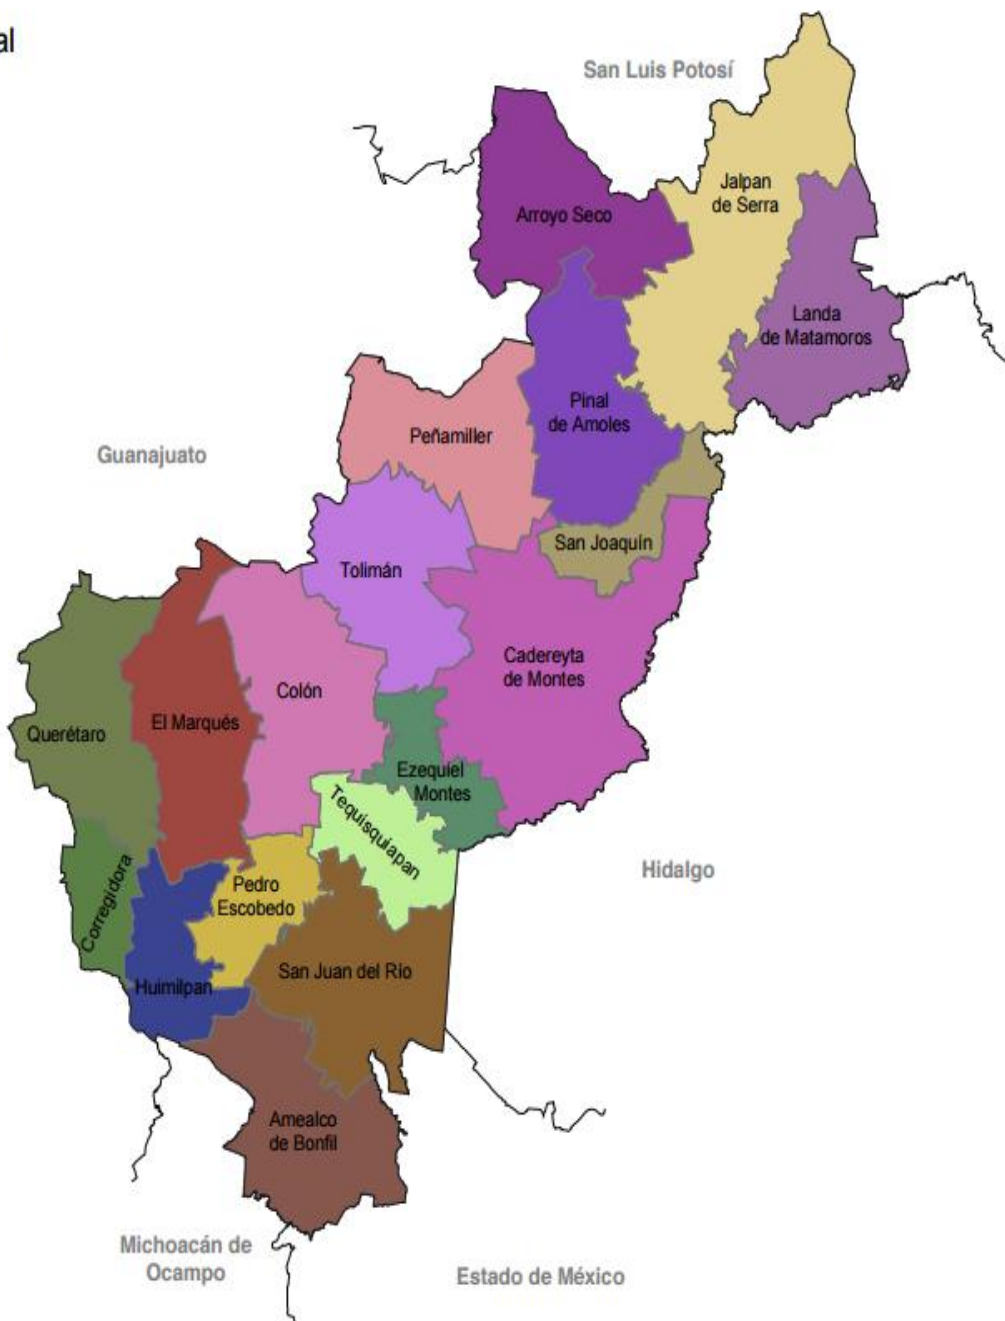 al
San Luis Potosí
Jalpan
de Serra
Arroyo Seco
Landa
de Matamoros
Pinal
de Amoles
Peñamiller
Guanajuato
San Joaquín
Tolimán
Cadereyta
de Montes
Colón
El Marqués
Querétaro
Ezequiel
Montes
Tequisquiapan
Hidalgo
Corregidora
Pedro
Escobedo
San Juan del Río
Huimilpan
Amealco
de Bonfil
Michoacán de
Ocampo
Estado de México